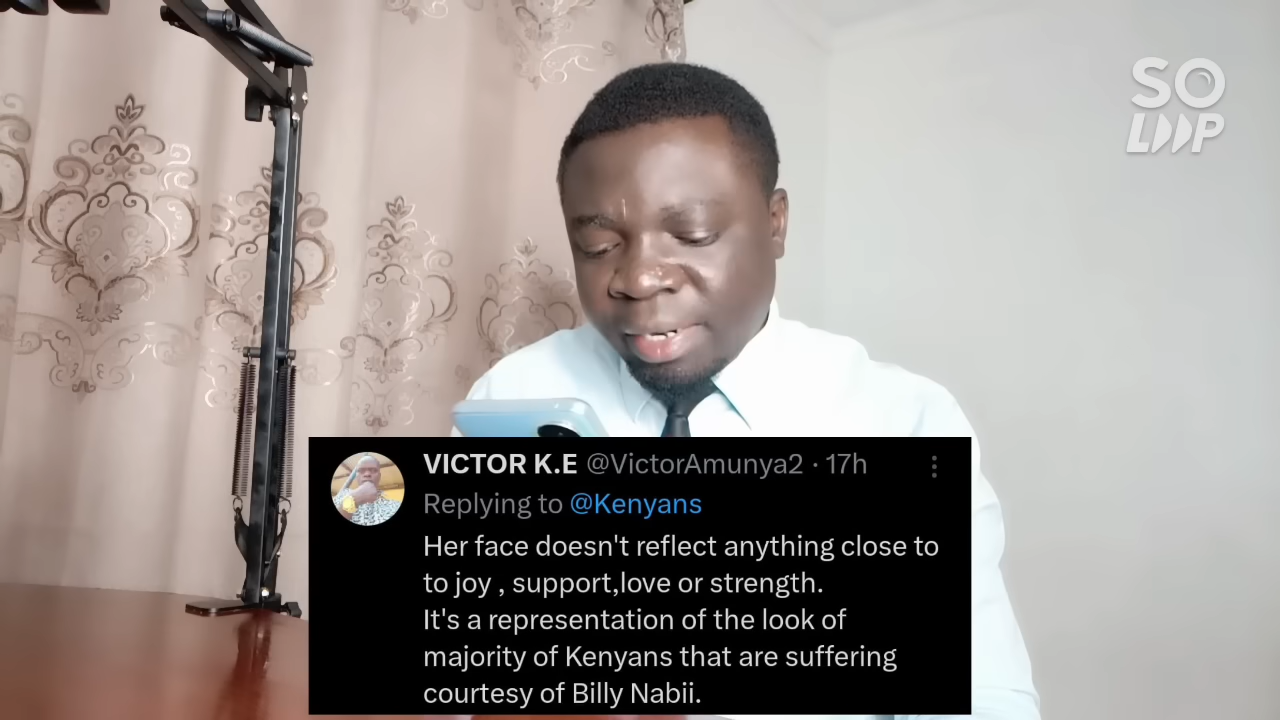 SO
LOOP
VICTOR K.E @VictorAmunya2 · 17h
Replying to @Kenyans
Her face doesn't reflect anything close to
to joy , support,love or strength.
It's a representation of the look of
majority of Kenyans that are suffering
courtesy of Billy Nabii.